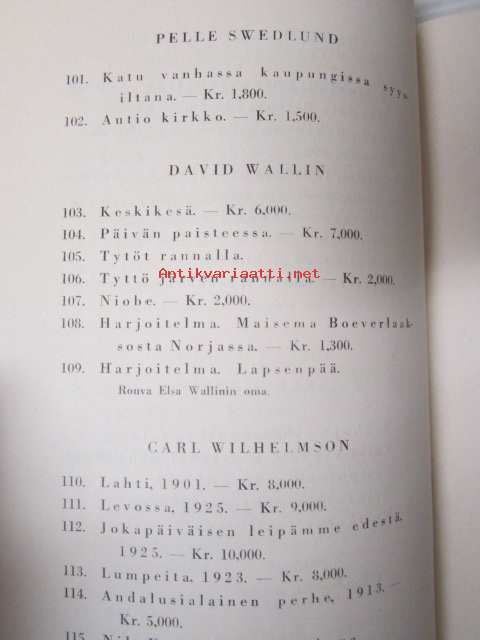 PELLE SWEDLUND
101. Katu vanhassa kaupungissa syys-
iltana. — Kr. 1,800.
102. Autio kirkko. — Kr. 1,500.
DAVID WALLIN
103. Keskikesä. — Kr. 6,000.
104. Päivän paisteessa. — Kr. 7,000.
105. Tytöt rannalla.
Antikvariaatti.net
106. Tyttö järven rannalla. — Kr. 2,000.
107. Niobe. — Kr. 2,000.
108. Harjoitelma. Maisema Boeverlaak-
sosta Norjassa. — Kr. 1,300.
109. Harjoitelma. Lapsenpää.
Rouva Elsa Wallinin oma.
CARL WILHELMSON
110. Lahti, 1901. — Kr. 8,000.
111. Levossa, 1925. — Kr. 9,000.
112. Jokapäiväisen leipämme edestä,
1925. — Kr. 10,000.
113. Lumpeita, 1923. — Kr. 8,000.
114. Andalusialainen perhe, 1913. —
Kr. 5,000.
115.